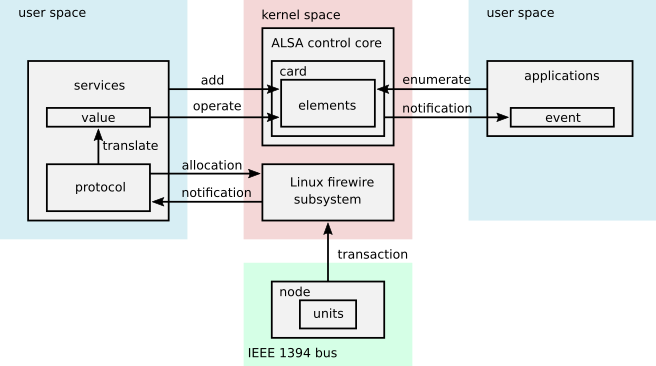 user space
kernel space
user space
ALSA control core
card
elements
services
value
translate
protocol
add
operate
allocation
notification
enumerate
notification
applications
event
Linux firewire
subsystem
transaction
node
units
IEEE 1394 bus